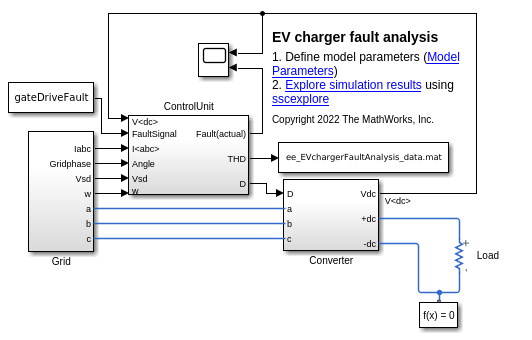 EV charger fault analysis
1. Define model parameters (Model
Parameters)
2. Explore simulation results using
sscexplore
Copyright 2022 The MathWorks, Inc.
gateDriveFault
ControlUnit
V<dc>
FaultSignal
I<abc>
Angle
Vsd
w
Fault(actual)
THD
D
ee_EVchargerFaultAnalysis_data.mat
Iabc
Gridphase
Vsd
w
a
b
c
Grid
D
a
b
c
Vdc
+dc
-dc
Converter
V<dc>
+
-
Load
f(x) = 0